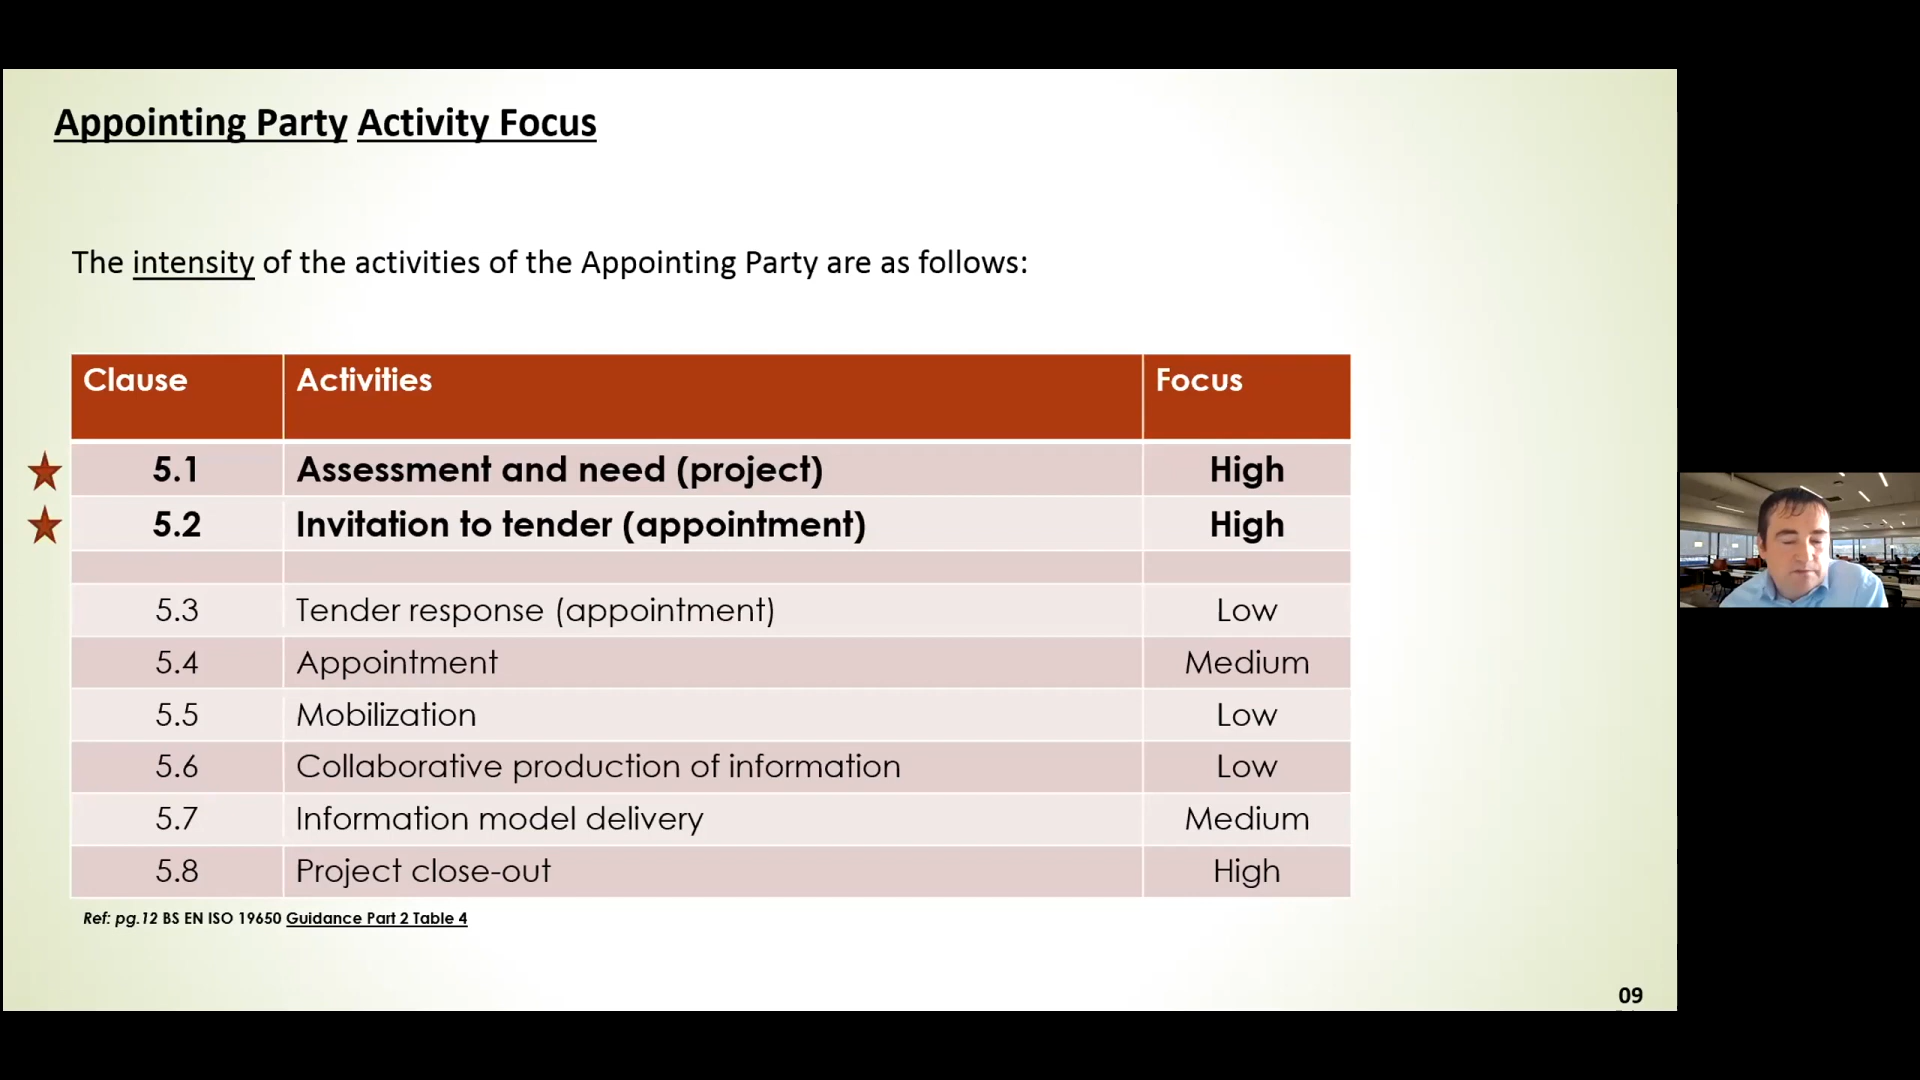 Appointing Party Activity Focus
The intensity of the activities of the Appointing Party are as follows:
Clause Activities Focus
5.1 Assessment and need (project) High
5.2 Invitation to tender (appointment) High
5.3 Tender response (appointment) Low
5.4 Appointment Medium
5.5 Mobilization Low
5.6 Collaborative production of information Low
5.7 Information model delivery Medium
5.8 Project close-out High
Ref: pg.12 BS EN ISO 19650 Guidance Part 2 Table 4
09